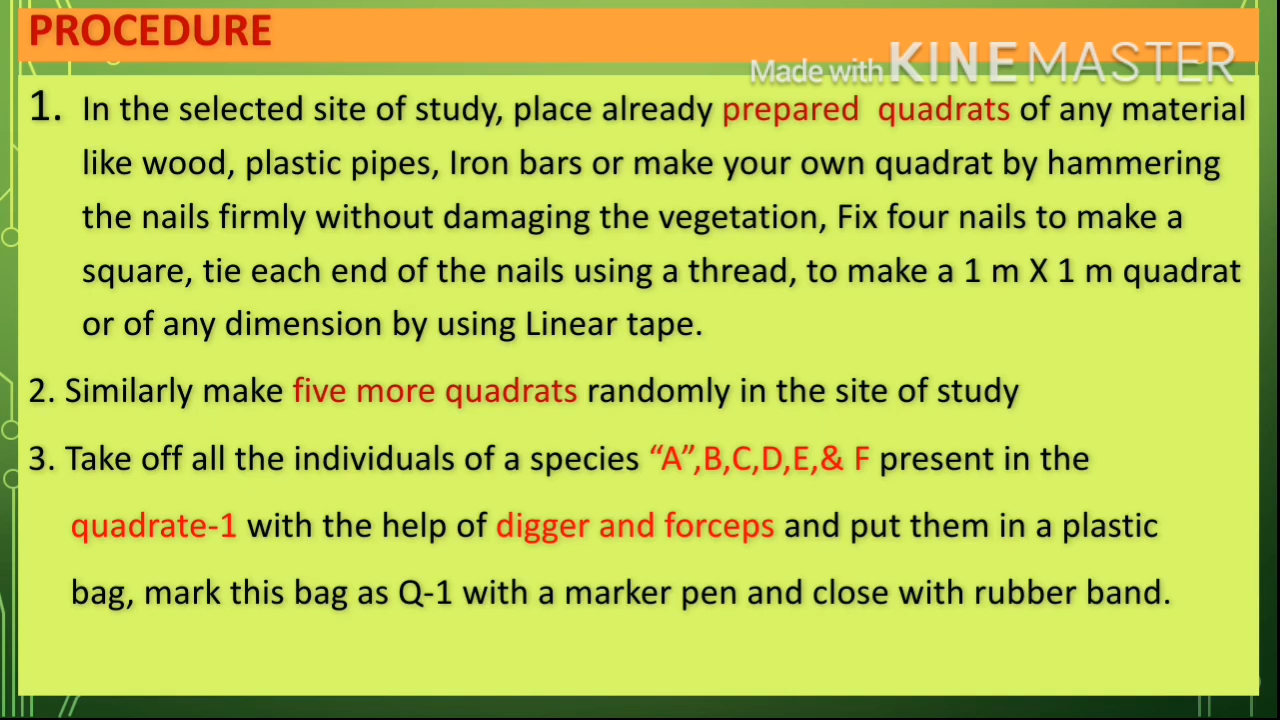 PROCEDURE
Made with KINEMASTER
1. In the selected site of study, place already prepared quadrats of any material
like wood, plastic pipes, Iron bars or make your own quadrat by hammering
the nails firmly without damaging the vegetation, Fix four nails to make a
square, tie each end of the nails using a thread, to make a 1 m X 1 m quadrat
or of any dimension by using Linear tape.
2. Similarly make five more quadrats randomly in the site of study
3. Take off all the individuals of a species “A”,B,C,D,E,& F present in the
quadrate-1 with the help of digger and forceps and put them in a plastic
bag, mark this bag as Q-1 with a marker pen and close with rubber band.